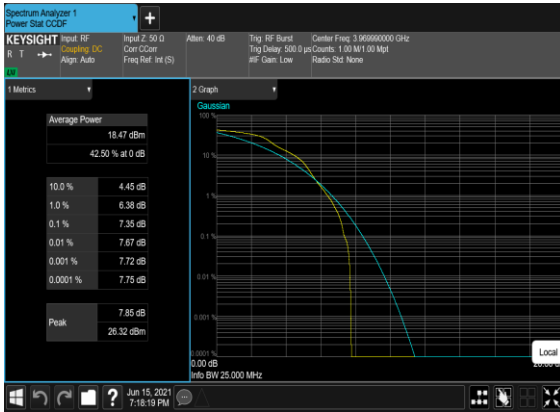 Spectrum Analyzer 1
Power Stat CCDF
KEYSIGHT
R T
Input: RF
Coupling: DC
Align: Auto
Input Z: 50 Ω
Corr CCorr
Freq Ref: Int (S)
Atten: 40 dB
Trig: RF Burst
Trig Delay: 500.0 µs
#IF Gain: Low
Center Freq: 3.969990000 GHz
Counts: 1.00 M/1.00 Mpt
Radio Std: None
1 Metrics
Average Power
18.47 dBm
42.50 % at 0 dB
10.0 % 4.45 dB
1.0 % 6.38 dB
0.1 % 7.35 dB
0.01 % 7.67 dB
0.001 % 7.72 dB
0.0001 % 7.75 dB
Peak
7.85 dB
26.32 dBm
2 Graph
Gaussian
100 %
10 %
1 %
0.1 %
0.01 %
0.001 %
0.0001 %
0.00 dB
Info BW 25.000 MHz
Local
?
Jun 15, 2021
7:18:19 PM